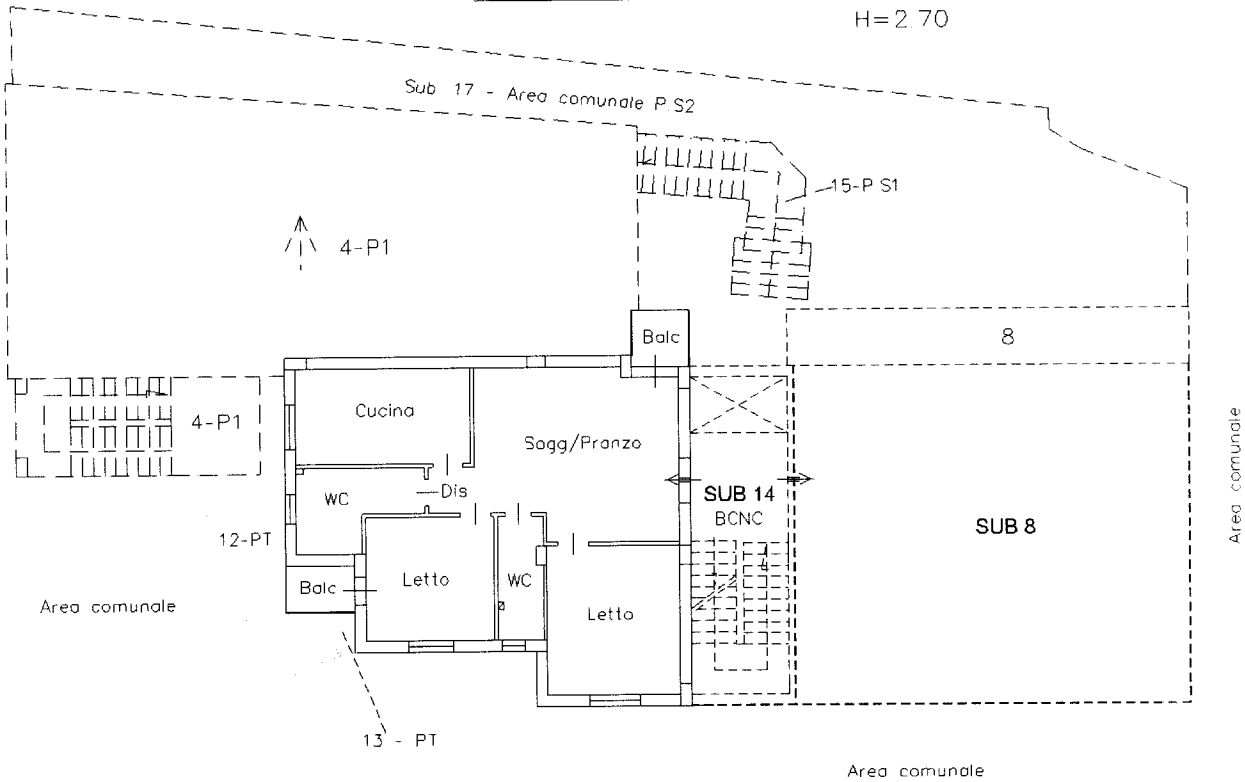 H=2.70
Sub 17 - Area comunale P.S2
15-P S1
4-P1
8
Balc
Cucina
4-P1
Sogg/Pranzo
Area comunale
WC
Dis
SUB 14
BCNC
SUB 8
12-PT
Balc
Letto
WC
Letto
Area comunale
13 - PT
Area comunale